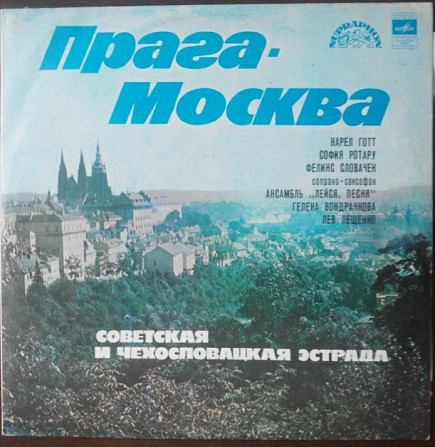 SUPRAPHON
Прага-
Москва
КАРЕЛ ГОТТ
СОФИЯ РОТАРУ
ФЕЛИКС СЛОВАЧЕК
сопрано-саксофон
АНСАМБЛЬ „ЛЕЙСЯ, ПЕСНЯ"
ГЕЛЕНА ВОНДРАЧКОВА
ЛЕВ ЛЕЩЕНКО
СОВЕТСКАЯ
И ЧЕХОСЛОВАЦКАЯ ЭСТРАДА